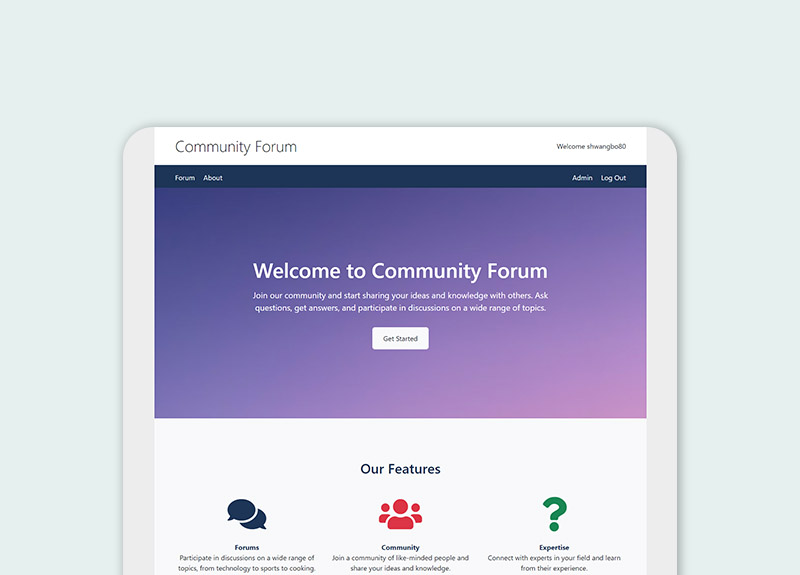 Community Forum
Welcome shwangbo80
Forum About
Admin Log Out
Welcome to Community Forum
Join our community and start sharing your ideas and knowledge with others. Ask
questions, get answers, and participate in discussions on a wide range of topics.
Get Started
Our Features
Forums
Participate in discussions on a wide range of
topics, from technology to sports to cooking.
Community
Join a community of like-minded people and
share your ideas and knowledge.
Expertise
Connect with experts in your field and learn
from their experience.